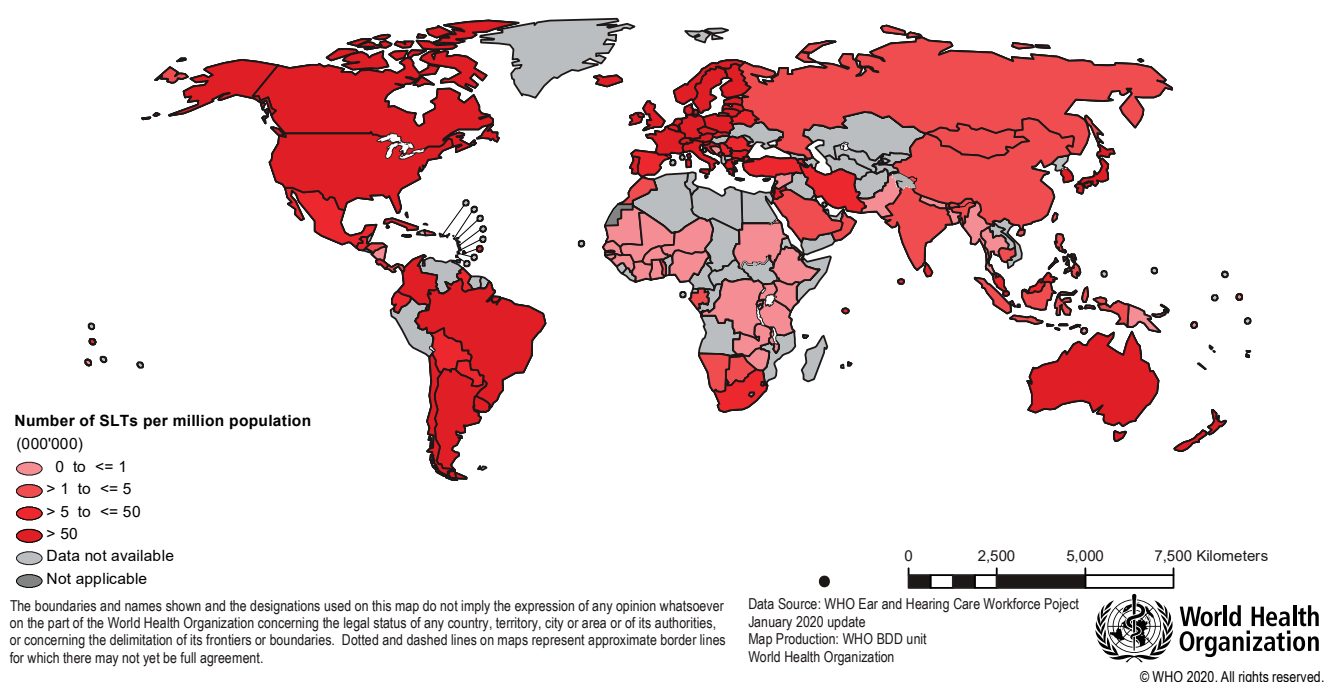 Number of SLTs per million population
(000'000)
0 to <= 1
> 1 to <= 5
> 5 to <= 50
> 50
Data not available
Not applicable
0 2,500 5,000 7,500 Kilometers
The boundaries and names shown and the designations used on this map do not imply the expression of any opinion whatsoever
on the part of the World Health Organization concerning the legal status of any country, territory, city or area or of its authorities,
or concerning the delimitation of its frontiers or boundaries. Dotted and dashed lines on maps represent approximate border lines
for which there may not yet be full agreement.
Data Source: WHO Ear and Hearing Care Workforce Poject
January 2020 update
Map Production: WHO BDD unit
World Health Organization
World Health
Organization
© WHO 2020. All rights reserved.